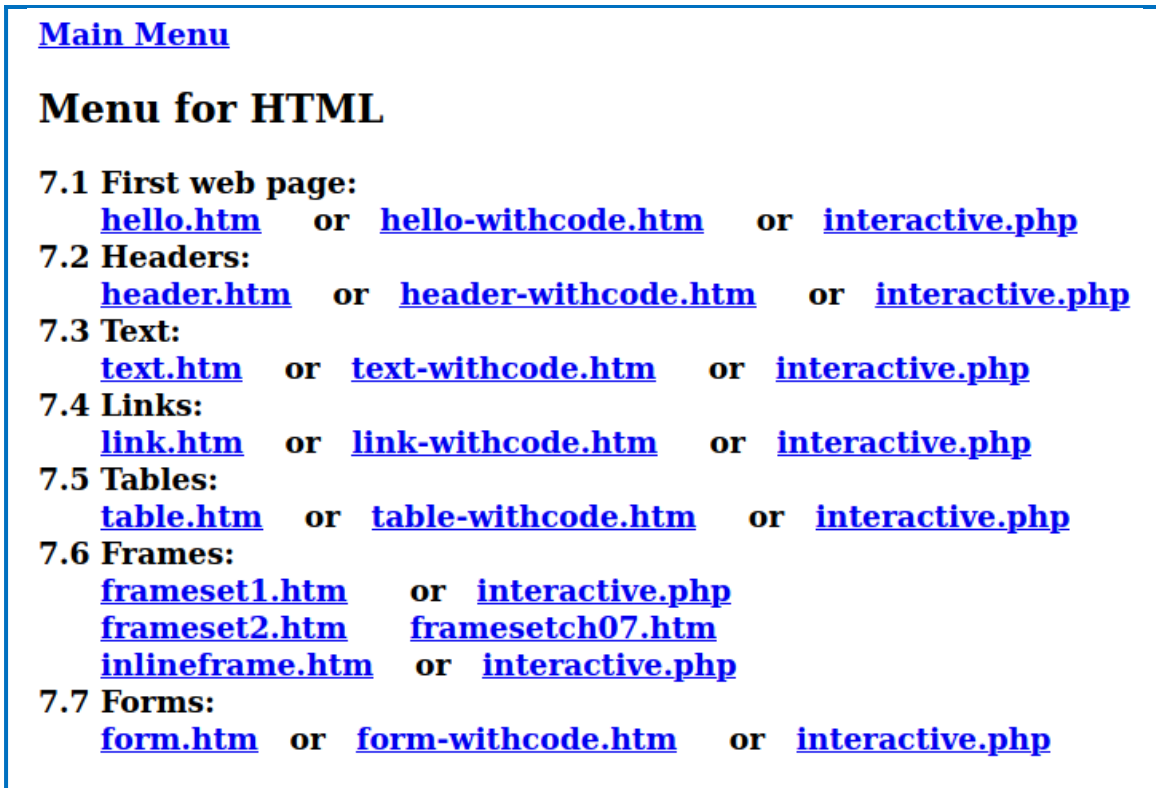 Main Menu
Menu for HTML
7.1 First web page:
hello.htm or hello-withcode.htm or interactive.php
7.2 Headers:
header.htm or header-withcode.htm or interactive.php
7.3 Text:
text.htm or text-withcode.htm or interactive.php
7.4 Links:
link.htm or link-withcode.htm or interactive.php
7.5 Tables:
table.htm or table-withcode.htm or interactive.php
7.6 Frames:
frameset1.htm or interactive.php
frameset2.htm framesetch07.htm
inlineframe.htm or interactive.php
7.7 Forms:
form.htm or form-withcode.htm or interactive.php